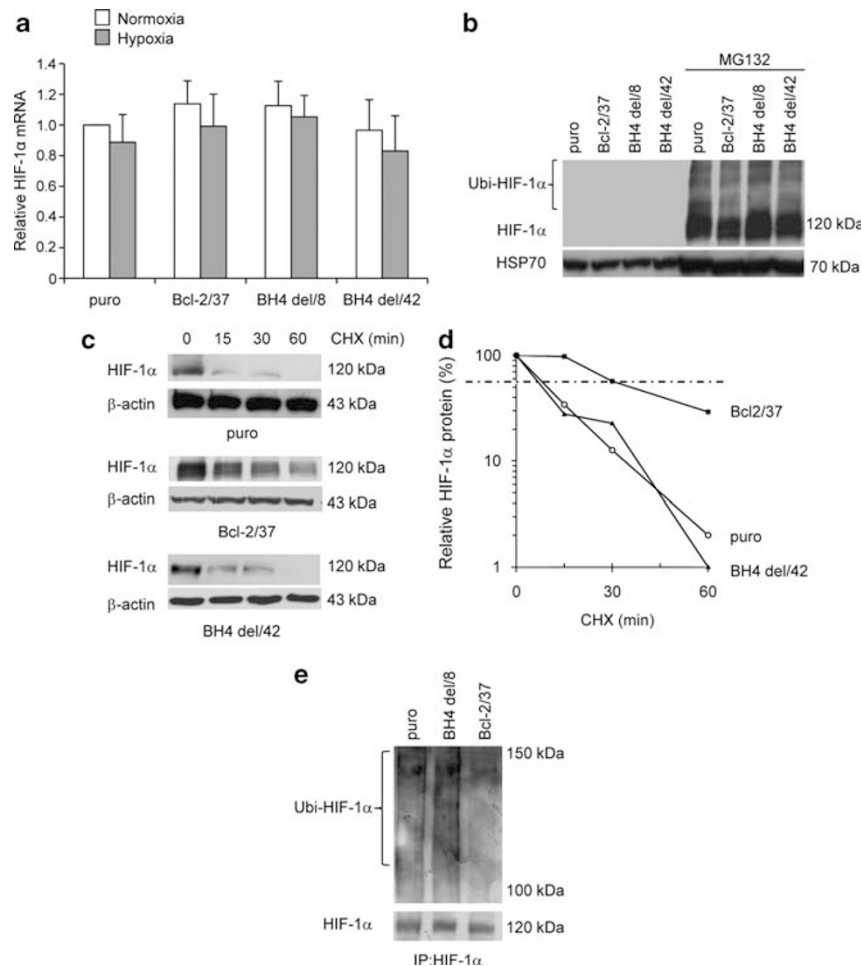 a
Normoxia
Hypoxia
Relative HIF-1α mRNA
1.4
1.2
1.0
0.8
0.6
0.4
0.2
0
puro
Bcl-2/37
BH4 del/8
BH4 del/42
b
MG132
puro
Bcl-2/37
BH4 del/8
BH4 del/42
puro
Bcl-2/37
BH4 del/8
BH4 del/42
Ubi-HIF-1α
HIF-1α
120 kDa
HSP70
70 kDa
c
0 15 30 60 CHX (min)
HIF-1α 120 kDa
β-actin 43 kDa
puro
HIF-1α 120 kDa
β-actin 43 kDa
Bcl-2/37
HIF-1α 120 kDa
β-actin 43 kDa
BH4 del/42
d
Relative HIF-1α protein (%)
100
10
1
0 30 60
CHX (min)
Bcl2/37
puro
BH4 del/42
e
puro
BH4 del/8
Bcl-2/37
150 kDa
Ubi-HIF-1α
100 kDa
HIF-1α 120 kDa
IP:HIF-1α